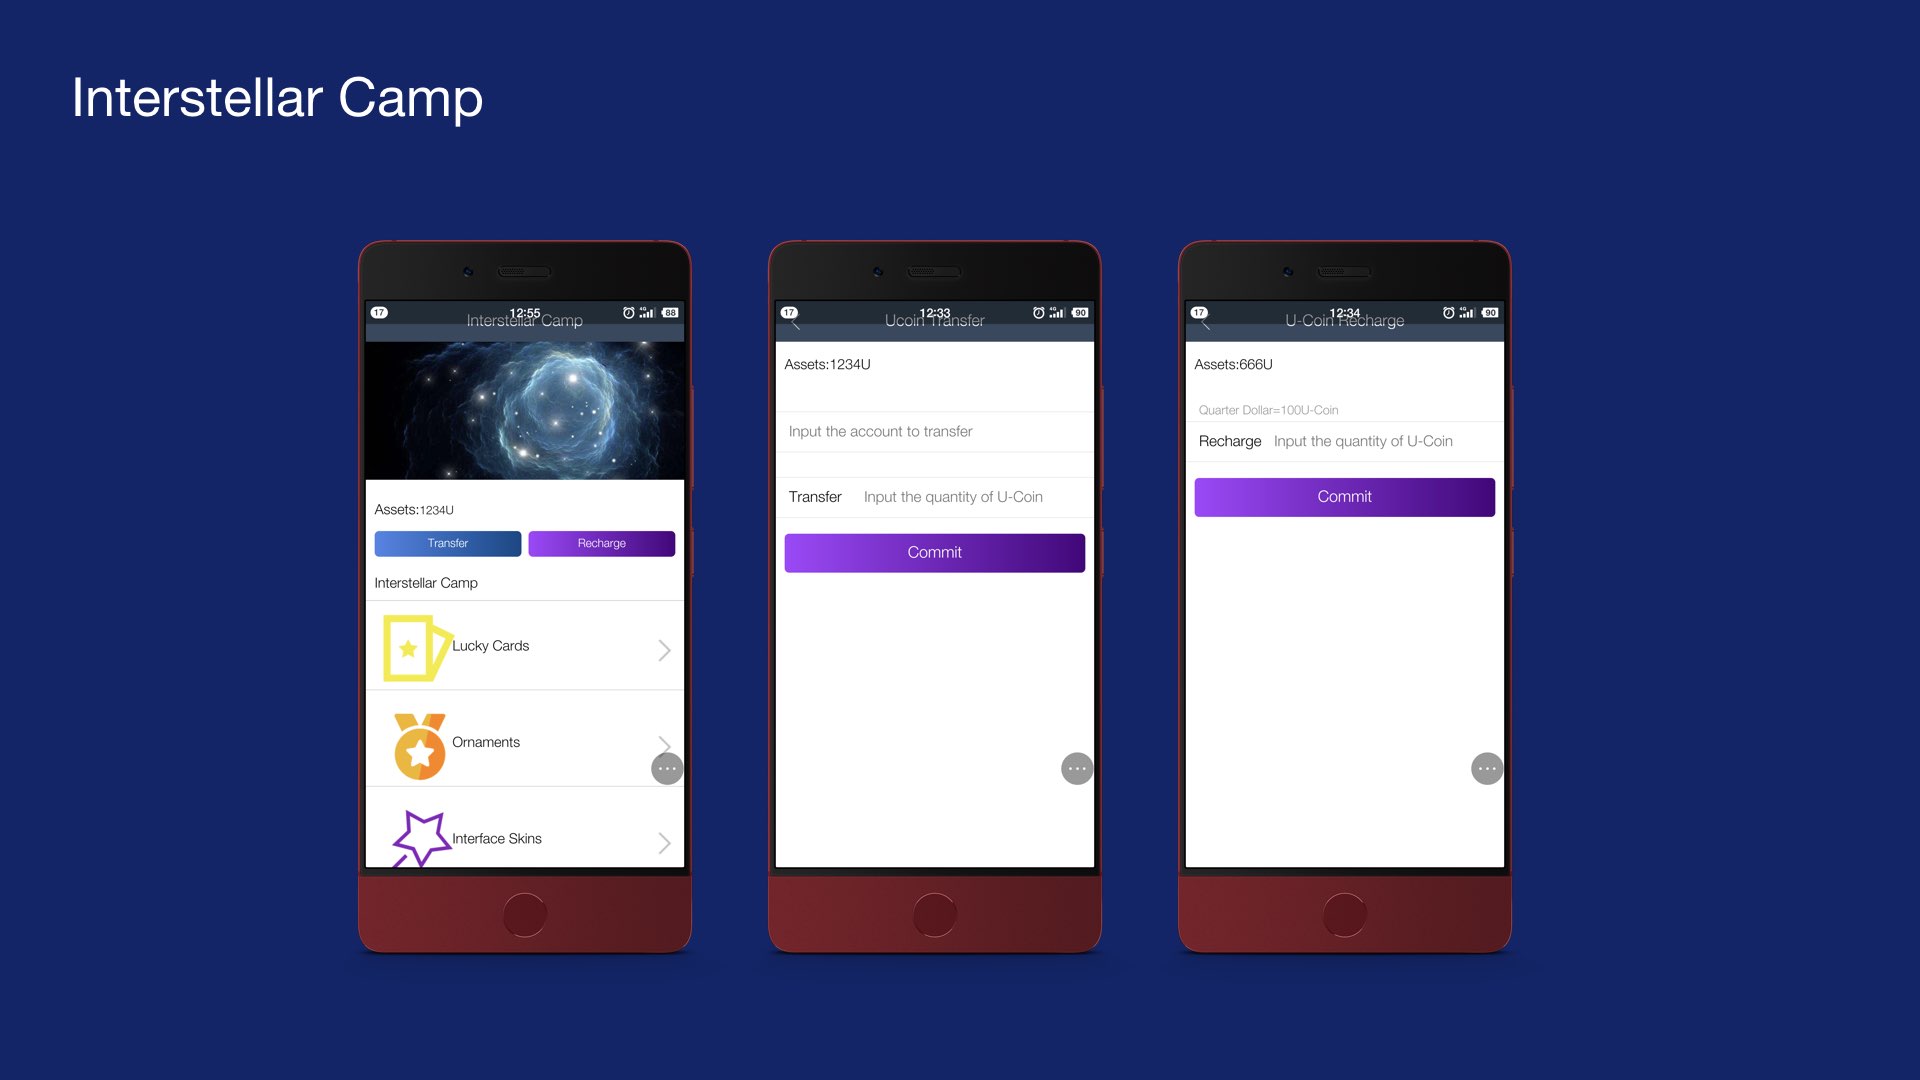 Interstellar Camp
17 12:55 4G 88
Interstellar Camp
Assets:1234U
Transfer Recharge
Interstellar Camp
Lucky Cards
Ornaments
Interface Skins
17 12:33 4G 90
Ucoin Transfer
Assets:1234U
Input the account to transfer
Transfer Input the quantity of U-Coin
Commit
17 12:34 4G 90
U-Coin Recharge
Assets:666U
Quarter Dollar=100U-Coin
Recharge Input the quantity of U-Coin
Commit